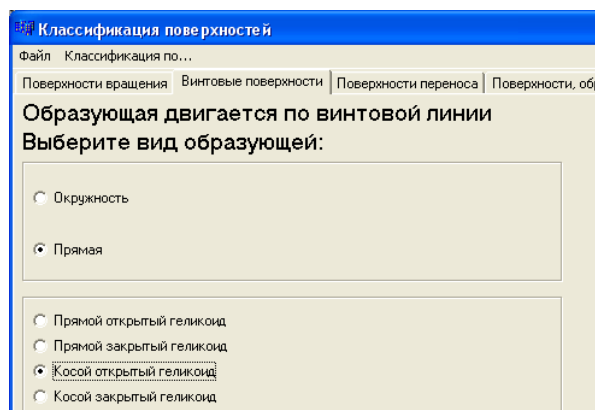 Классификация поверхностей
Файл Классификация по...
Поверхности вращения Винтовые поверхности Поверхности переноса Поверхности, об
Образующая двигается по винтовой линии
Выберите вид образующей:
Окружность
Прямая
Прямой открытый геликоид
Прямой закрытый геликоид
Косой открытый геликоид
Косой закрытый геликоид